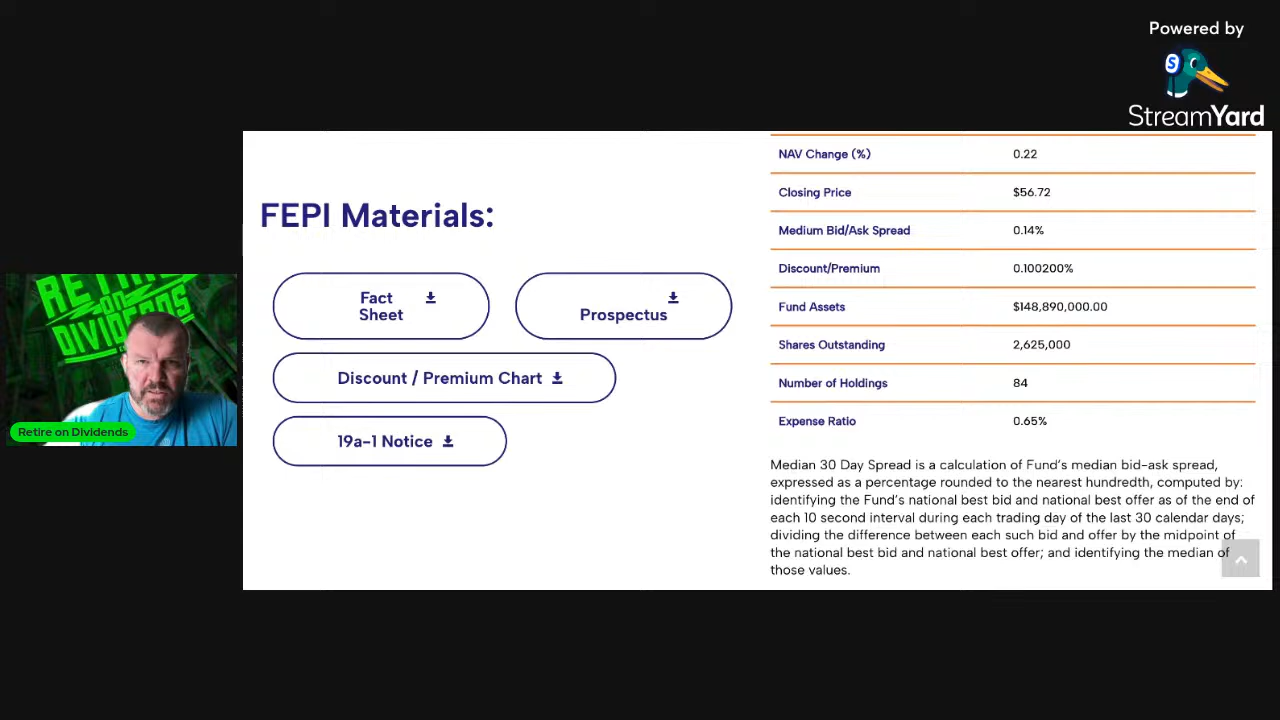 Powered by
StreamYard
FEPI Materials:
Fact
Sheet
Prospectus
Discount / Premium Chart
19a-1 Notice
NAV Change (%) 0.22
Closing Price $56.72
Medium Bid/Ask Spread 0.14%
Discount/Premium 0.100200%
Fund Assets $148,890,000.00
Shares Outstanding 2,625,000
Number of Holdings 84
Expense Ratio 0.65%
Median 30 Day Spread is a calculation of Fund's median bid-ask spread,
expressed as a percentage rounded to the nearest hundredth, computed by:
identifying the Fund's national best bid and national best offer as of the end of
each 10 second interval during each trading day of the last 30 calendar days;
dividing the difference between each such bid and offer by the midpoint of
the national best bid and national best offer; and identifying the median of
those values.
RETIRE
ON
DIVIDENDS
Retire on Dividends